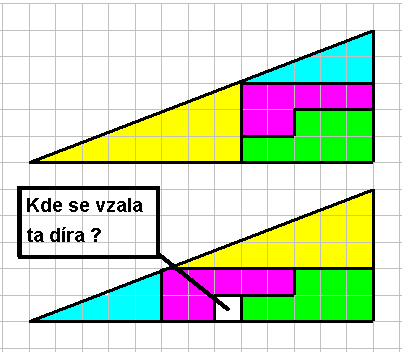 Kde se vzala
ta díra ?